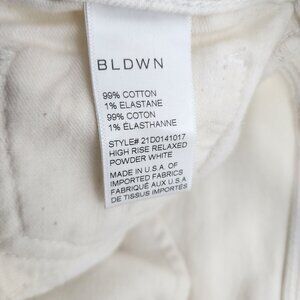 BLDWN
99% COTTON
1% ELASTANE
99% COTON
1% ÉLASTHANNE
STYLE# 21D0141017
HIGH RISE RELAXED
POWDER WHITE
MADE IN U.S.A. OF
IMPORTED FABRICS
FABRIQUÉ AUX U.S.A.
DE TISSUS IMPORTÉS